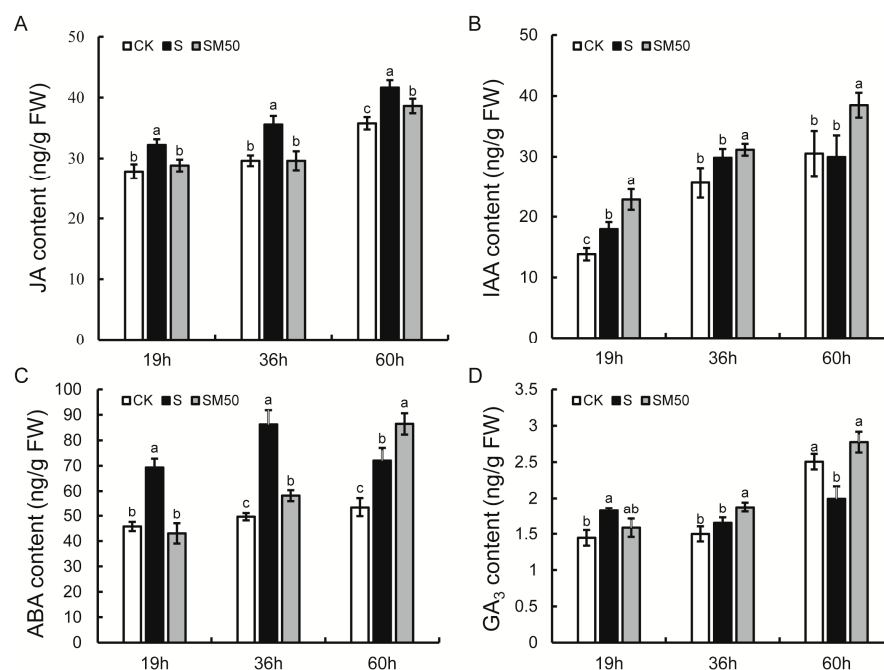 A
50
40
30
20
10
0
JA content (ng/g FW)
CK S SM50
b a b
b a b
c a b
19h 36h 60h
B
50
40
30
20
10
0
IAA content (ng/g FW)
CK S SM50
c b a
b b a
b b a
19h 36h 60h
C
100
90
80
70
60
50
40
30
20
10
0
ABA content (ng/g FW)
CK S SM50
b a b
c a b
c b a
19h 36h 60h
D
3.5
3
2.5
2
1.5
1
0.5
0
GA3 content (ng/g FW)
CK S SM50
b a ab
b b a
a b a
19h 36h 60h